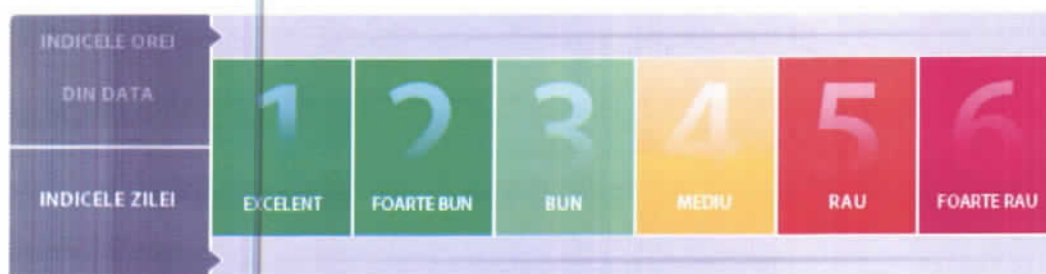 INDICELE OREI
DIN DATA
INDICELE ZILEI
1 2 3 4 5 6
EXCELENT FOARTE BUN BUN MEDIU RAU FOARTE RAU